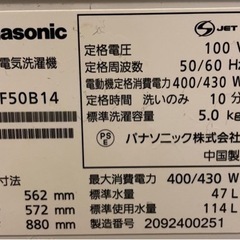 nasonic
JET
電気洗濯機
F50B14
定格電圧 100 V
定格周波数 50/60 Hz
電動機定格消費電力 400/430 W
定格時間 洗いのみ 10 分
標準洗濯容量 5.0 kg
PS
E
パナソニック株式会社
中国製
寸法
562 mm
572 mm
880 mm
最大消費電力 400/430 W
標準水量 47 L
標準使用水量 114 L
製造番号 2092400251